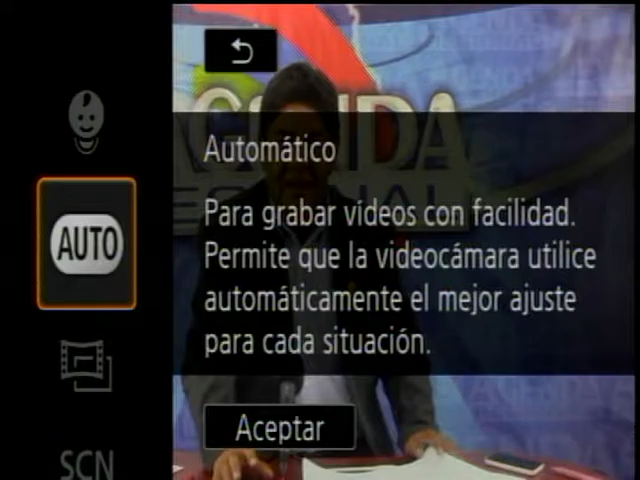 AGENDA
Automático
Para grabar vídeos con facilidad.
Permite que la videocámara utilice
automáticamente el mejor ajuste
para cada situación.
AUTO
Aceptar
SCN